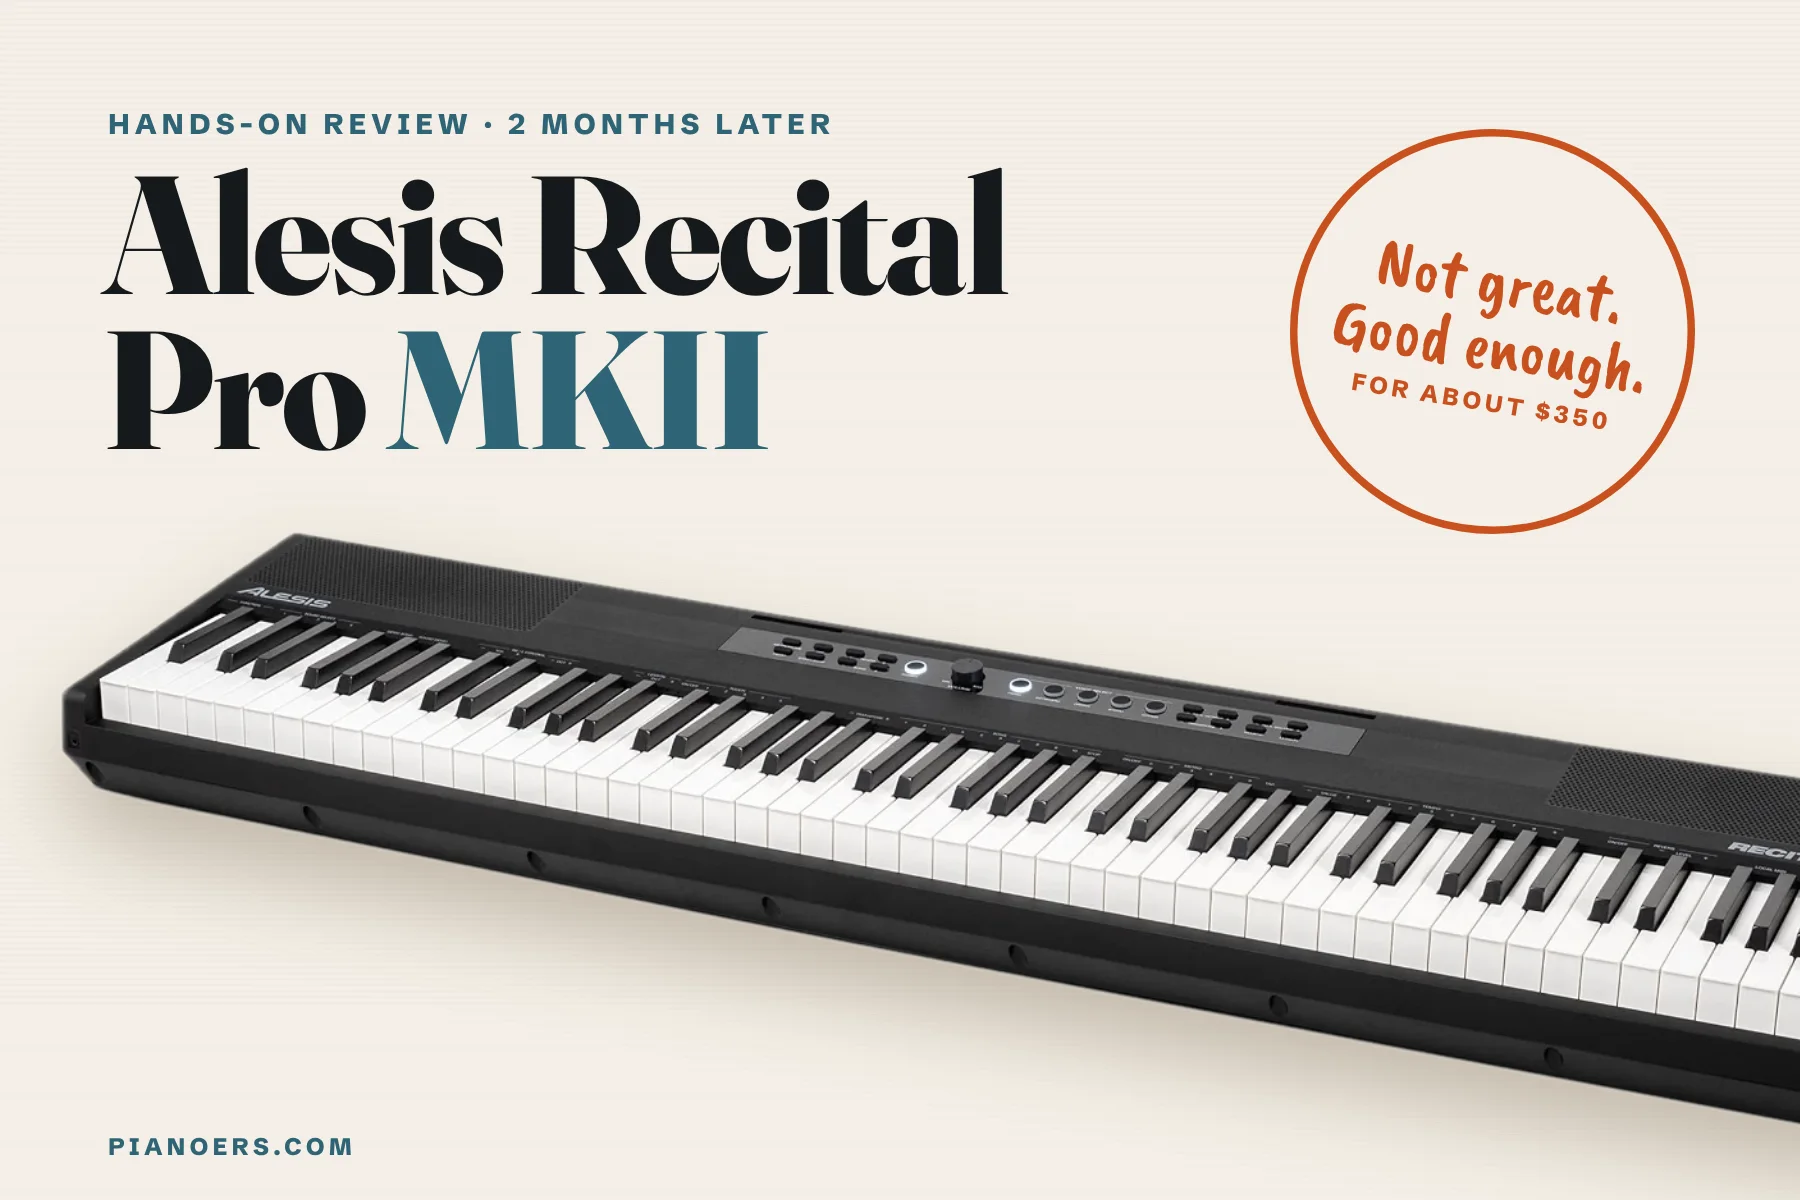 HANDS-ON REVIEW · 2 MONTHS LATER
Alesis Recital
Pro MKII
Not great.
Good enough.
FOR ABOUT $350
ALESIS
RECIT
PIANOERS.COM